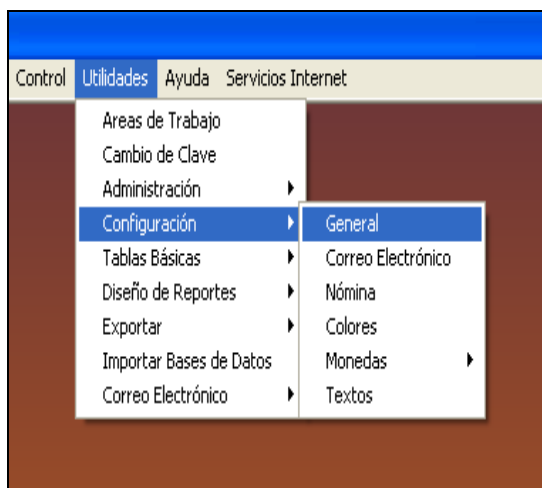 Control Utilidades Ayuda Servicios Internet
Areas de Trabajo
Cambio de Clave
Administración
Configuración
Tablas Básicas
Diseño de Reportes
Exportar
Importar Bases de Datos
Correo Electrónico
General
Correo Electrónico
Nómina
Colores
Monedas
Textos